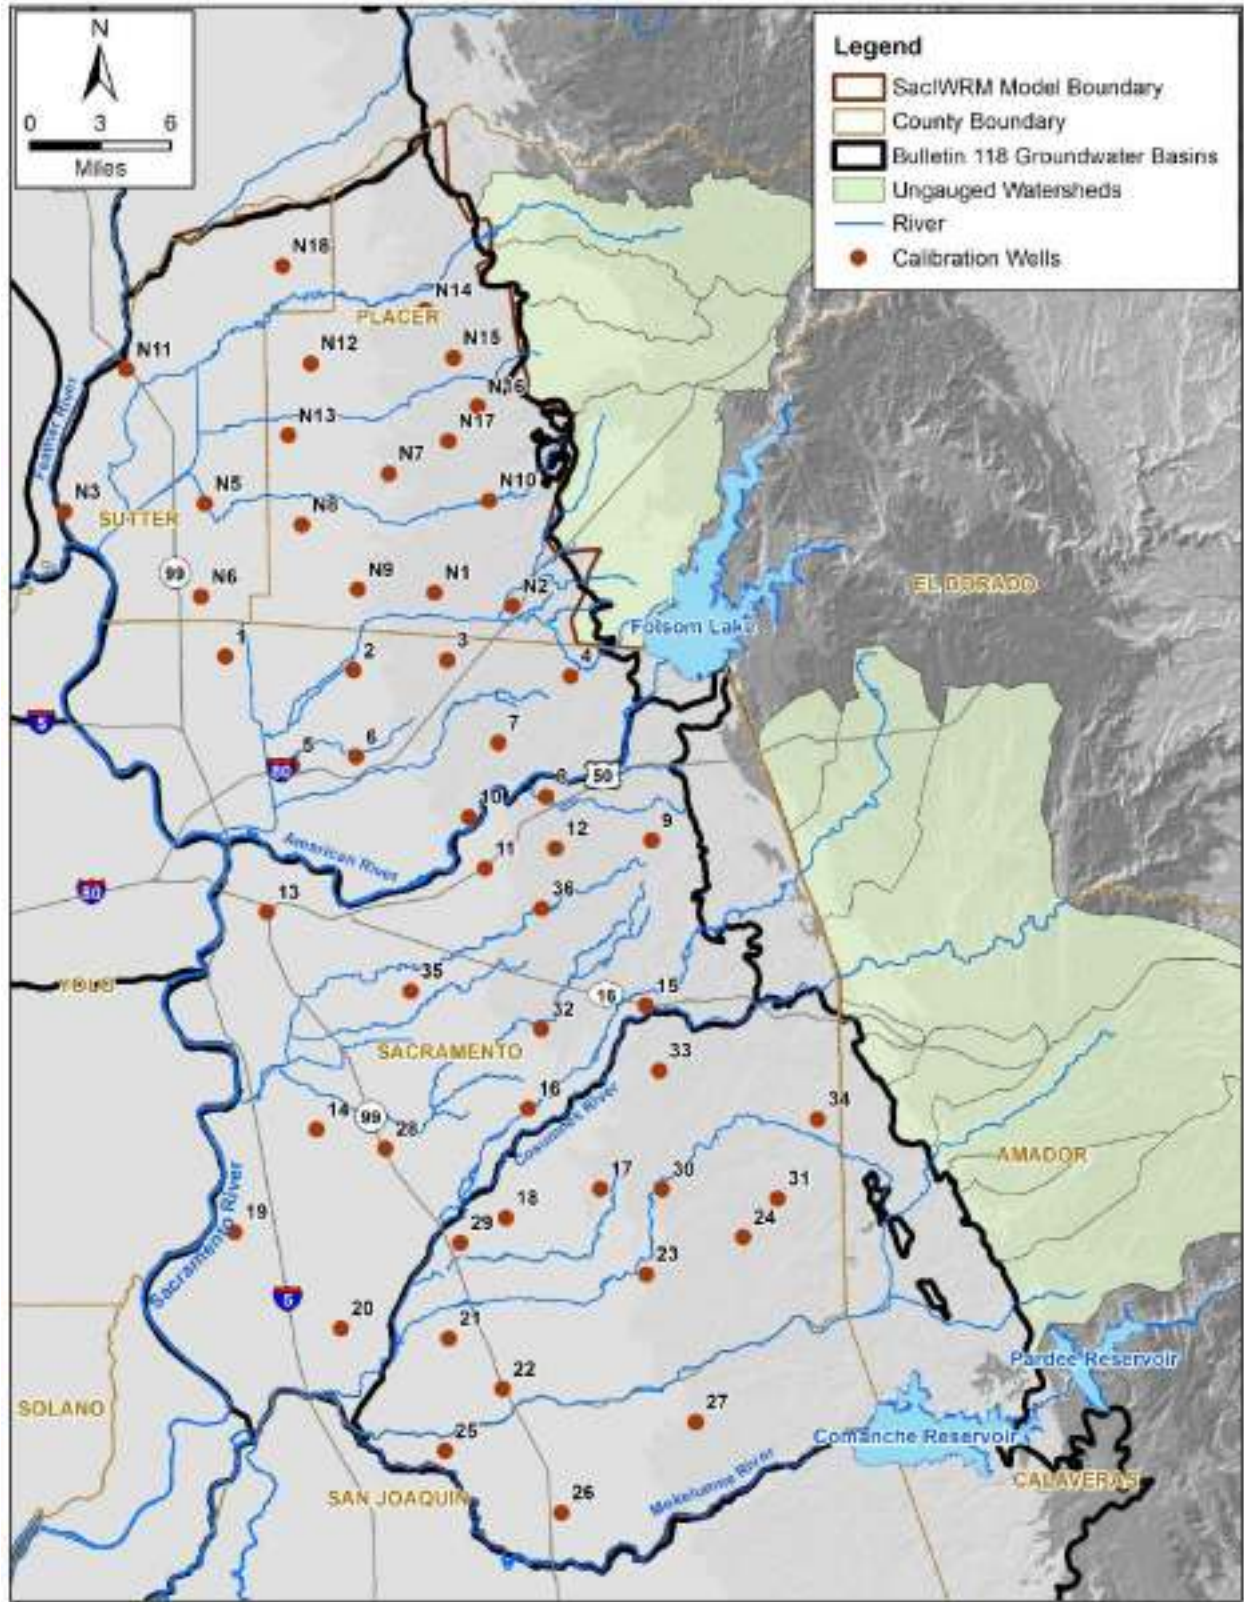 N
0 3 6
Miles
Legend
SacIWRM Model Boundary
County Boundary
Bulletin 118 Groundwater Basins
Ungauged Watersheds
River
Calibration Wells
N18
N14
PLACER
N11
N12
N15
Feather River
N16
N13
N17
N7
N3
N5
N10
SUTTER
N8
99
N6
N9
N1
N2
EL DORADO
Folsom Lake
1
2
3
4
5
5
6
7
80
8
50
10
American River
12
9
11
80
36
13
YOLO
35
16
15
32
SACRAMENTO
33
16
14
99
28
34
Cosumnes River
AMADOR
17
30
31
18
19
29
24
Sacramento River
23
5
20
21
Pardee Reservoir
22
SOLANO
27
Comanche Reservoir
25
CALAVERAS
SAN JOAQUIN
Mokelumne River
26